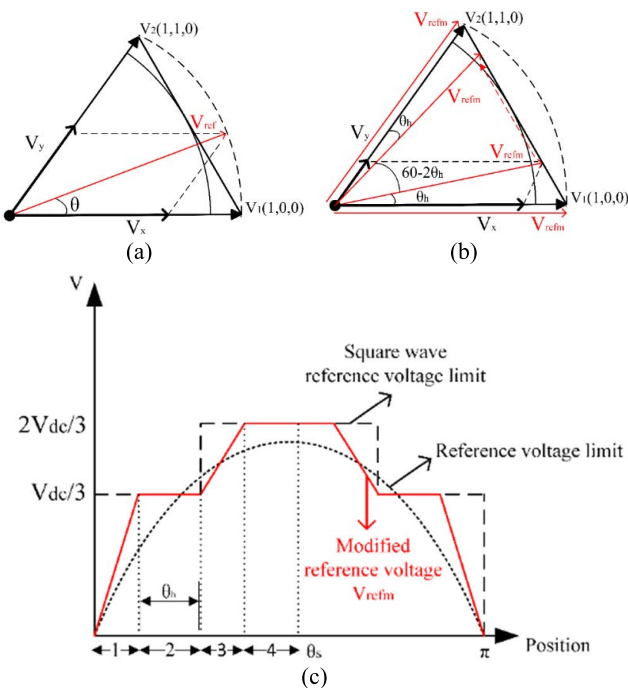 V2(1,1,0)
Vref
Vy
θ
V1(1,0,0)
Vx
(a)
Vrefm
V2(1,1,0)
Vrefm
θh
Vy
Vrefm
60-2θh
θh
V1(1,0,0)
Vx
Vrefm
(b)
V
Square wave
reference voltage limit
2Vdc/3
Reference voltage limit
Vdc/3
Modified
reference voltage
Vrefm
θh
1 2 3 4 θs
π
Position
(c)